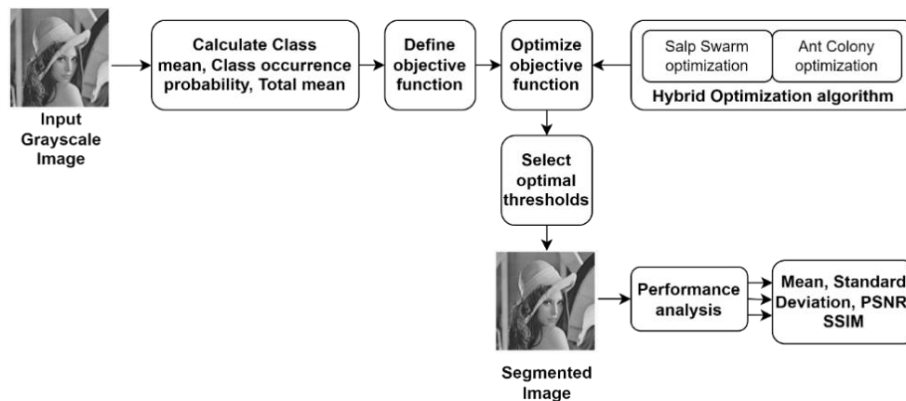 Calculate Class
mean, Class occurrence
probability, Total mean
Define
objective
function
Optimize
objective
function
Salp Swarm
optimization
Ant Colony
optimization
Hybrid Optimization algorithm
Input
Grayscale
Image
Select
optimal
thresholds
Performance
analysis
Mean, Standard
Deviation, PSNR
SSIM
Segmented
Image